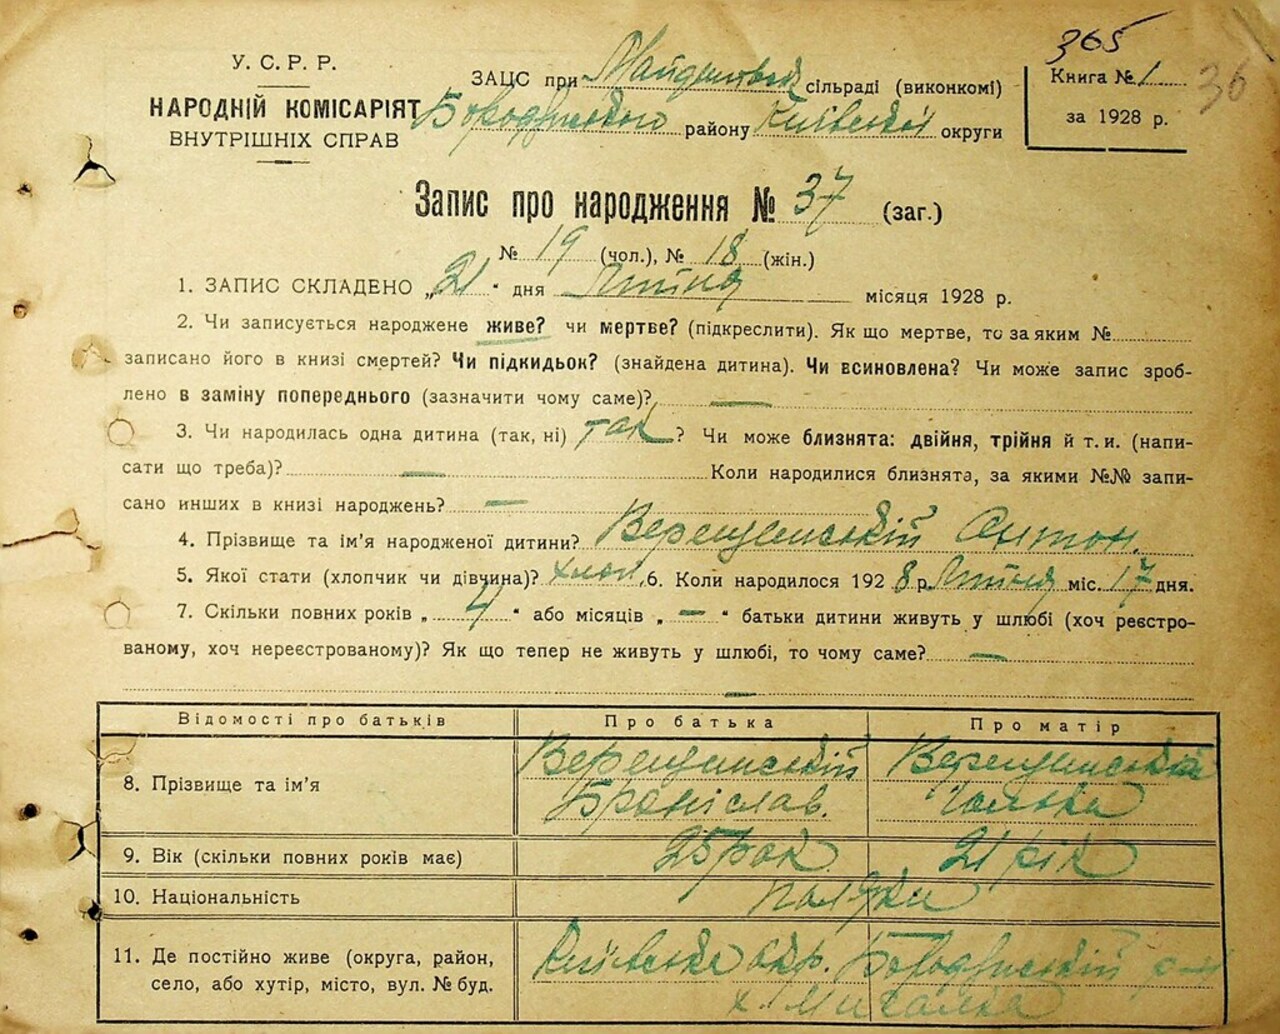 365
36
У. С. Р. Р.
НАРОДНІЙ КОМІСАРІЯТ
ВНУТРІШНІХ СПРАВ
ЗАЦС при сільраді (виконкомі)
району Київської округи
Книга № 1
за 1928 р.
Запис про народження № 37 (заг.)
№ 19 (чол.), № 18 (жін.)
1. ЗАПИС СКЛАДЕНО „21“ дня Липня місяця 1928 р.
2. Чи записується народжене живе? чи мертве? (підкреслити). Як що мертве, то за яким №
записано його в книзі смертей? Чи підкидьок? (знайдена дитина). Чи всиновлена? Чи може запис зроб-
лено в заміну попереднього (зазначити чому саме)? —
3. Чи народилась одна дитина (так, ні) так? Чи може близнята: двійня, трійня й т. и. (напи-
сати що треба)? — Коли народилися близнята, за якими №№ запи-
сано инших в книзі народжень? —
4. Прізвище та ім’я народженої дитини? Верещинський Антон.
5. Якої стати (хлопчик чи дівчина)? хлоп. 6. Коли народилося 1928 р. Липня міс. 17 дня.
7. Скільки повних років „4“ або місяців „—“ батьки дитини живуть у шлюбі (хоч реєстро-
ваному, хоч нереєстрованому)? Як що тепер не живуть у шлюбі, то чому саме? —
—
Відомості про батьків Про батька Про матір
8. Прізвище та ім’я Верещинський Броніслав.
9. Вік (скільки повних років має) 25 рок 21 рік
10. Національність поляки
11. Де постійно живе (округа, район,
село, або хутір, місто, вул. № буд. Київська окр.
х. Михалка